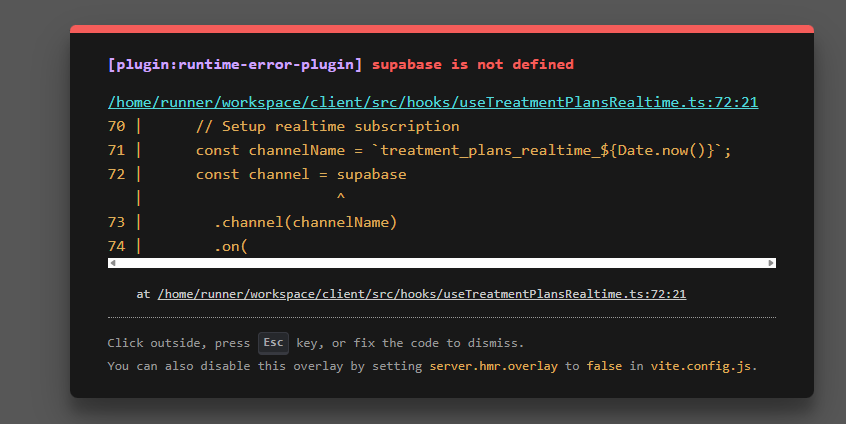 [plugin:runtime-error-plugin] supabase is not defined
/home/runner/workspace/client/src/hooks/useTreatmentPlansRealtime.ts:72:21
70 |      // Setup realtime subscription
71 |      const channelName = `treatment_plans_realtime_${Date.now()}`;
72 |      const channel = supabase
   |                      ^
73 |        .channel(channelName)
74 |        .on(
at /home/runner/workspace/client/src/hooks/useTreatmentPlansRealtime.ts:72:21
Click outside, press Esc key, or fix the code to dismiss.
You can also disable this overlay by setting server.hmr.overlay to false in vite.config.js.